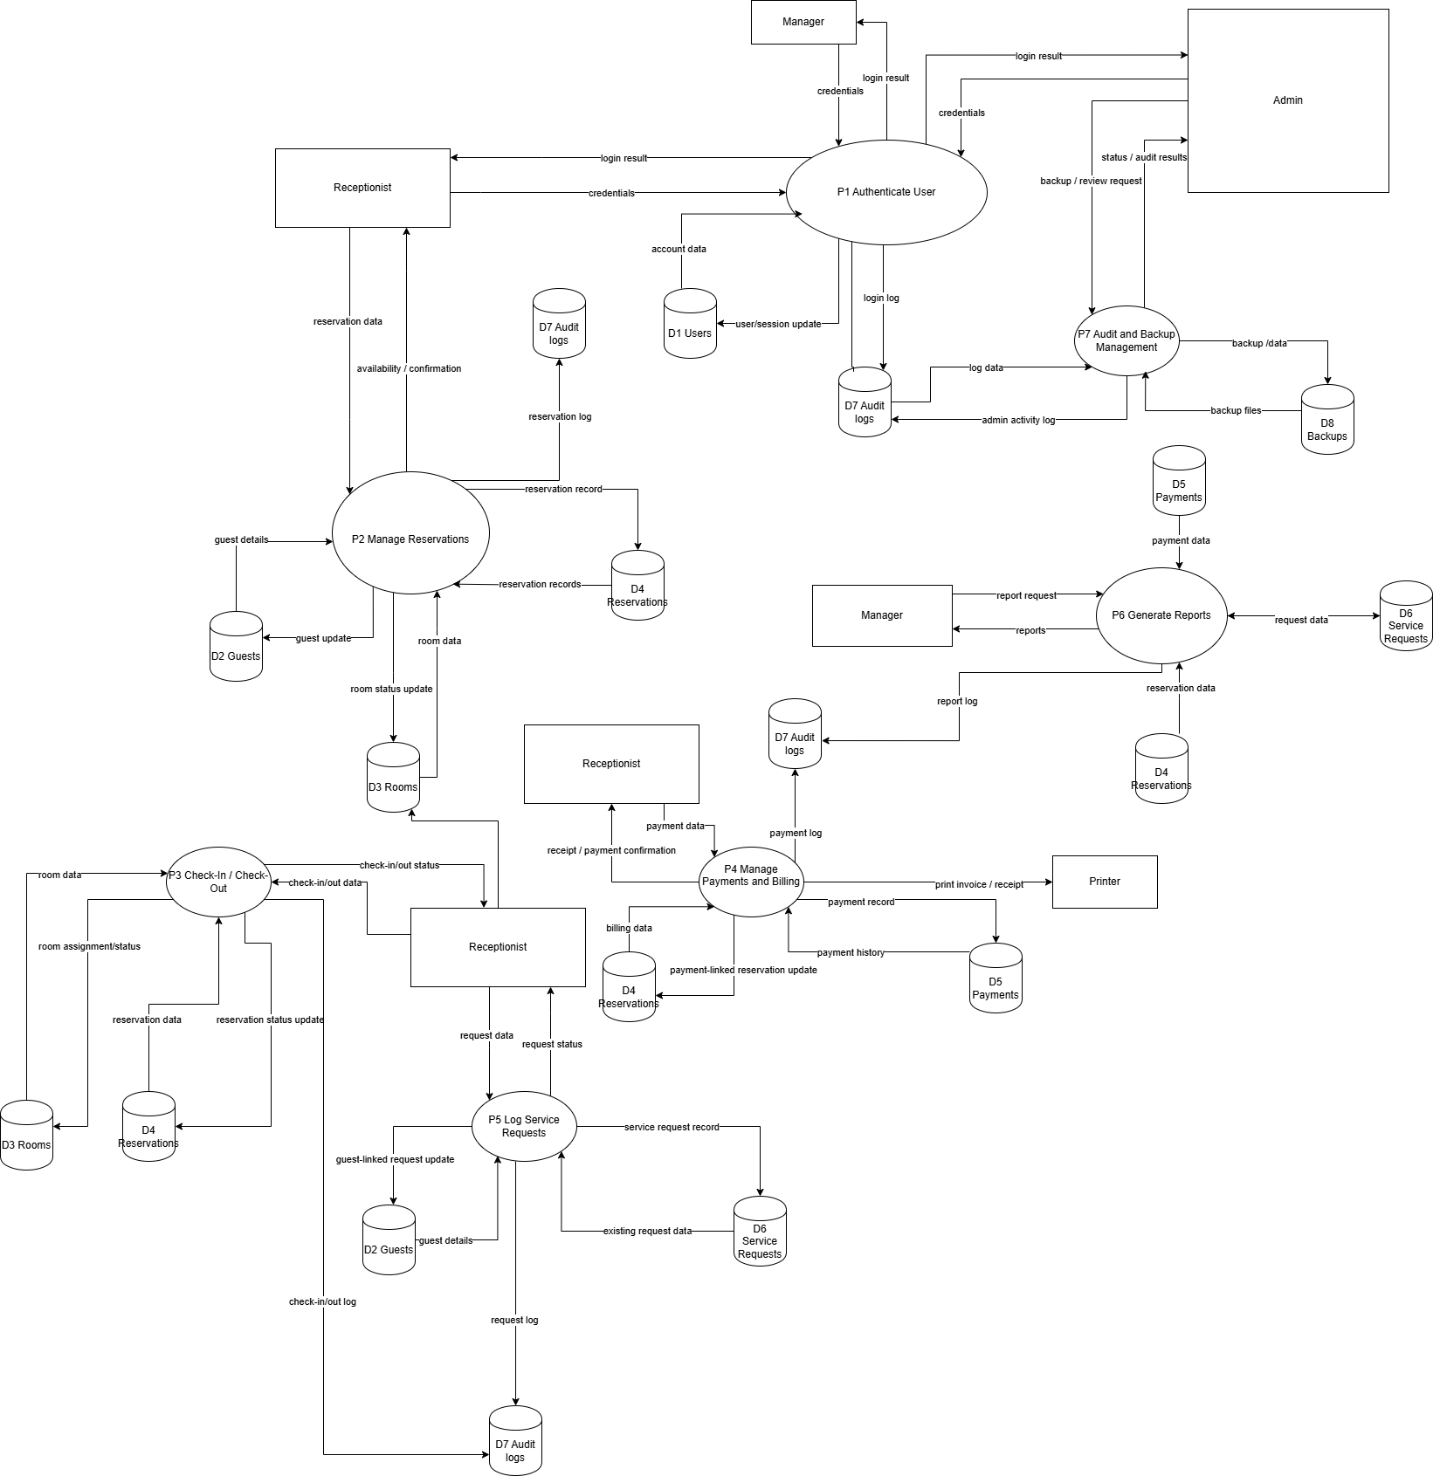 Manager
login result
login result
credentials
credentials
Admin
status / audit results
backup / review request
Receptionist
login result
credentials
P1 Authenticate User
account data
D1 Users
user/session update
login log
D7 Audit
logs
log data
admin activity log
P7 Audit and Backup
Management
backup /data
backup files
D8
Backups
reservation data
availability / confirmation
D7 Audit
logs
reservation log
reservation record
P2 Manage Reservations
guest details
reservation records
D4
Reservations
D2 Guests
guest update
room data
room status update
D3 Rooms
D5
Payments
payment data
Manager
report request
reports
P6 Generate Reports
request data
D6
Service
Requests
report log
reservation data
D4
Reservations
D7 Audit
logs
Receptionist
payment data
payment log
receipt / payment confirmation
P4 Manage
Payments and Billing
print invoice / receipt
Printer
payment record
billing data
payment history
payment-linked reservation update
D4
Reservations
D5
Payments
room data
P3 Check-In / Check-
Out
check-in/out status
check-in/out data
Receptionist
room assignment/status
reservation data
reservation status update
D3 Rooms
D4
Reservations
request data
request status
P5 Log Service
Requests
service request record
guest-linked request update
D2 Guests
guest details
existing request data
D6
Service
Requests
check-in/out log
request log
D7 Audit
logs